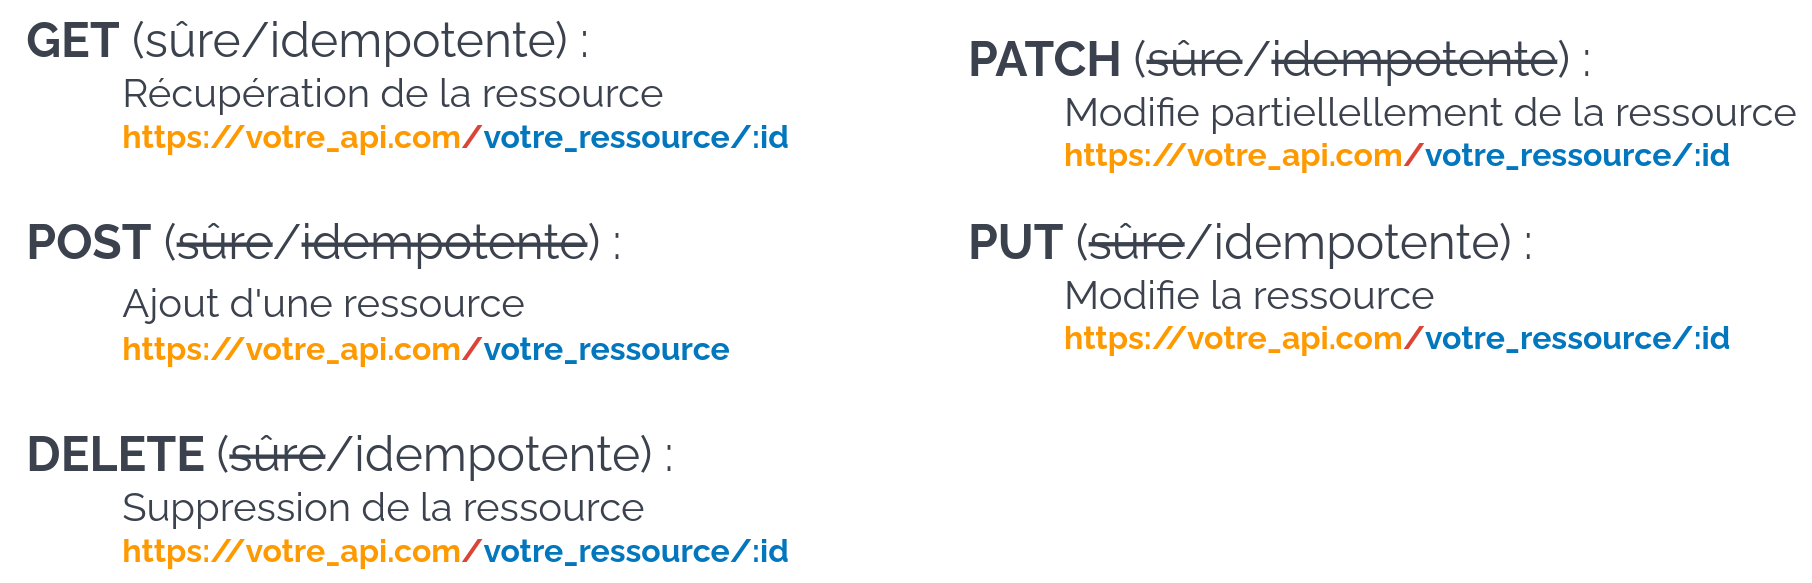 GET (sûre/idempotente) :
Récupération de la ressource
https://votre_api.com/votre_ressource/:id
POST (sûre/idempotente) :
Ajout d'une ressource
https://votre_api.com/votre_ressource
DELETE (sûre/idempotente) :
Suppression de la ressource
https://votre_api.com/votre_ressource/:id
PATCH (sûre/idempotente) :
Modifie partiellellement de la ressource
https://votre_api.com/votre_ressource/:id
PUT (sûre/idempotente) :
Modifie la ressource
https://votre_api.com/votre_ressource/:id